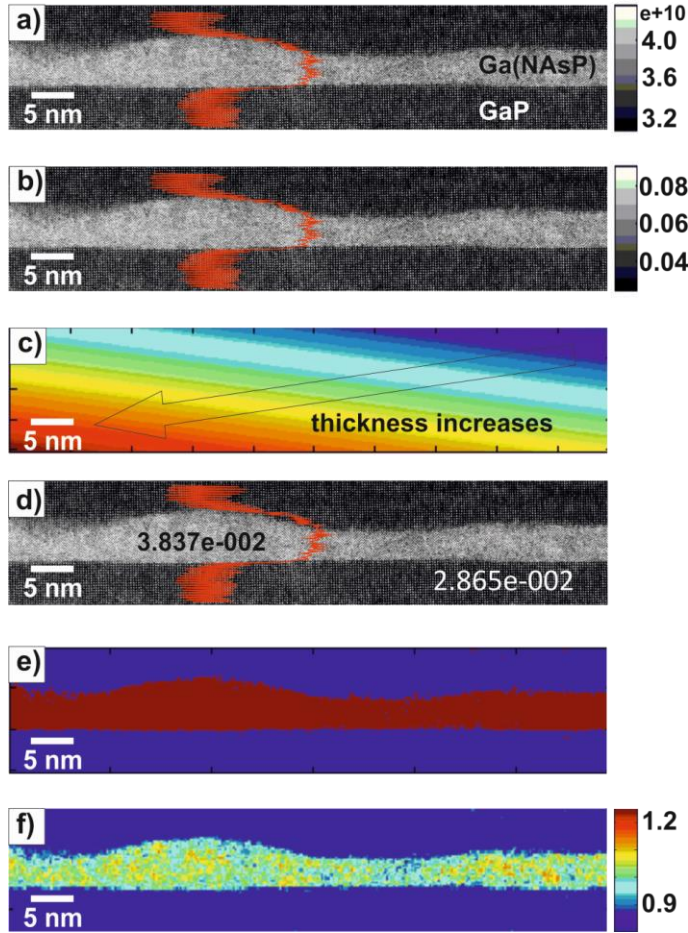 a)
e+10
4.0
Ga(NAsP)
3.6
5 nm
GaP
3.2
b)
0.08
0.06
5 nm
0.04
c)
5 nm
thickness increases
d)
3.837e-002
5 nm
2.865e-002
e)
5 nm
f)
1.2
5 nm
0.9